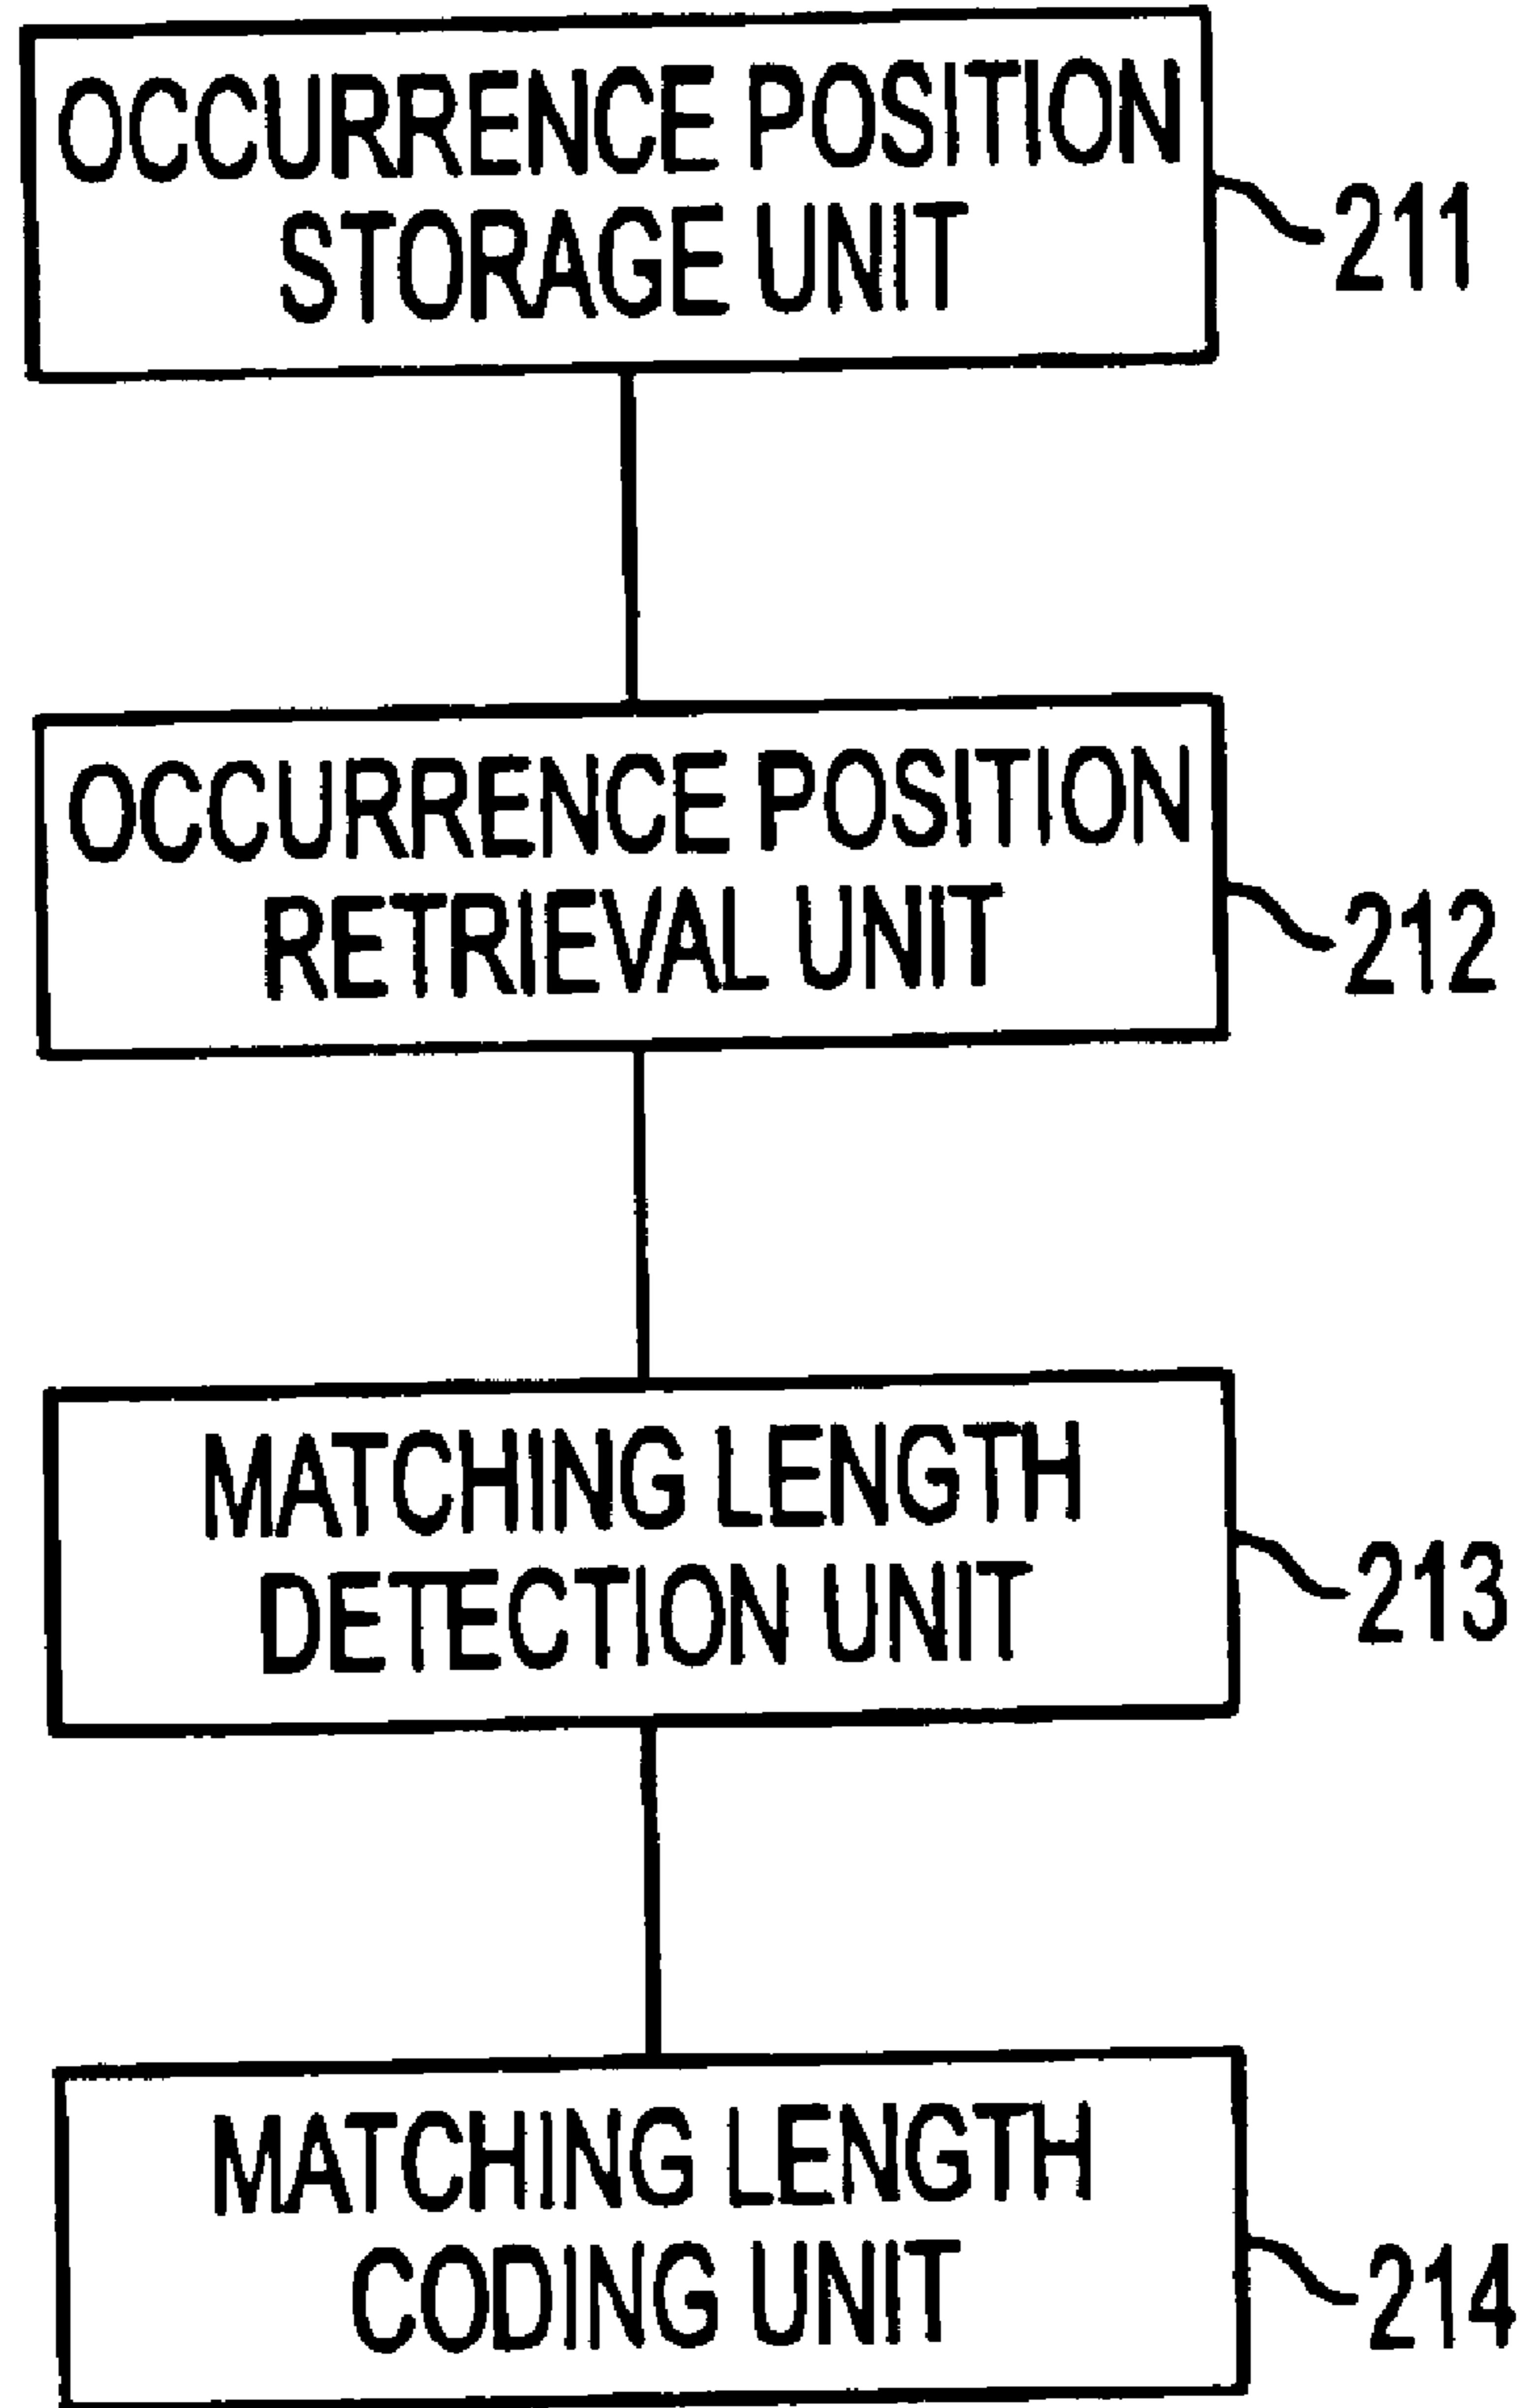 OCCURRENCE POSITION
STORAGE UNIT
211
OCCURRENCE POSITION
RETRIEVAL UNIT
212
MATCHING LENGTH
DETECTION UNIT
213
MATCHING LENGTH
CODING UNIT
214